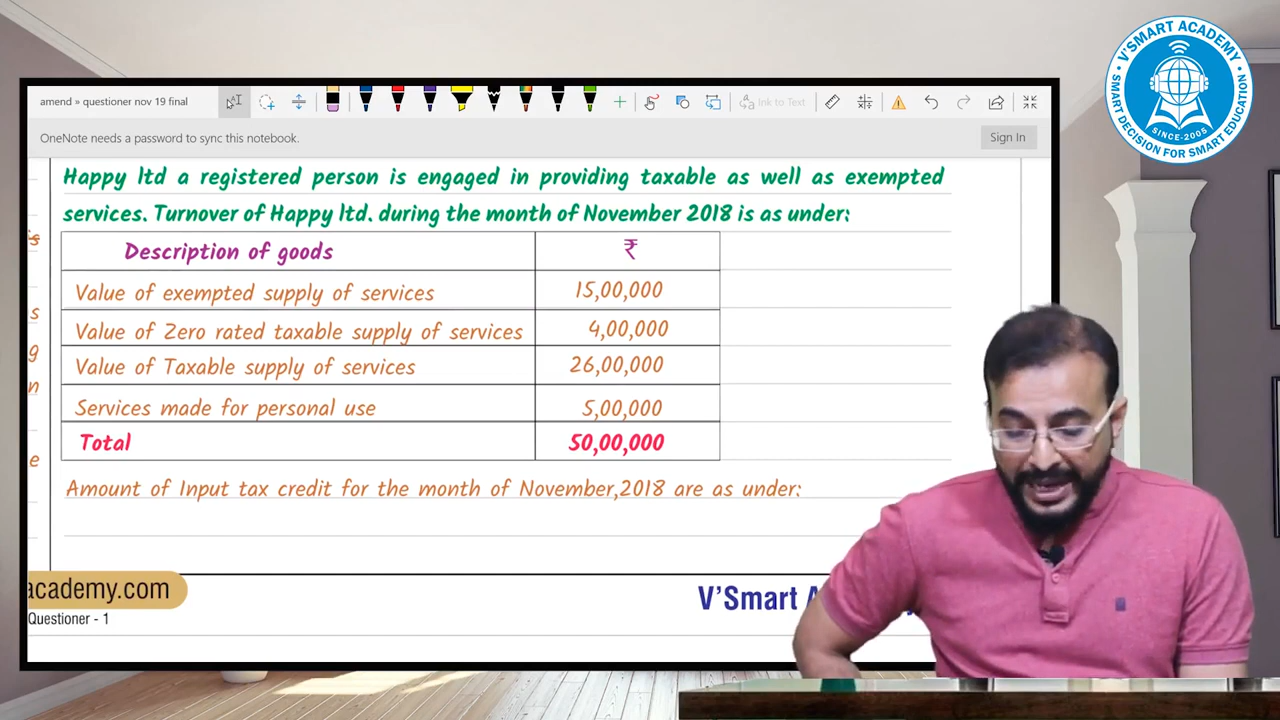 V'SMART ACADEMY
SINCE-2005
SMART DECISION FOR SMART EDUCATION
amend » questioner nov 19 final
Ink to Text
OneNote needs a password to sync this notebook.
Sign In
Happy ltd a registered person is engaged in providing taxable as well as exempted
services. Turnover of Happy ltd. during the month of November 2018 is as under:
Description of goods ₹
Value of exempted supply of services 15,00,000
Value of Zero rated taxable supply of services 4,00,000
Value of Taxable supply of services 26,00,000
Services made for personal use 5,00,000
Total 50,00,000
Amount of Input tax credit for the month of November,2018 are as under:
academy.com
V'Smart
Questioner - 1